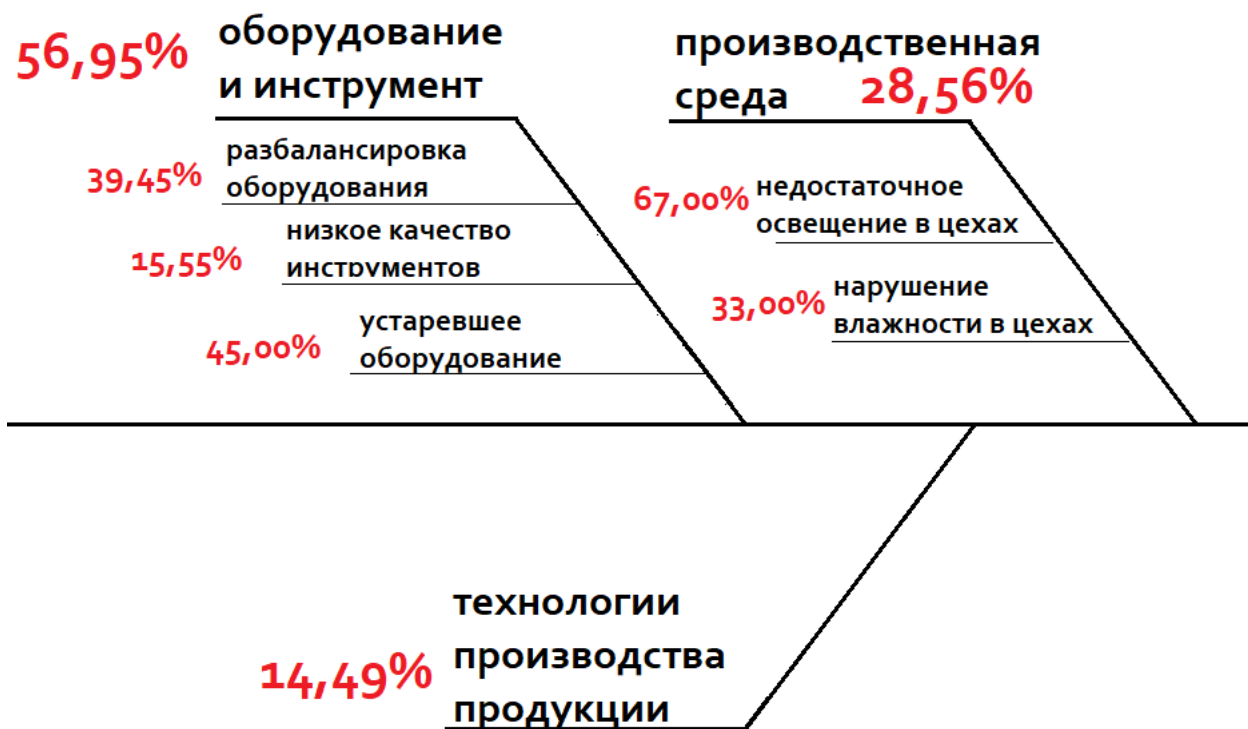 56,95%
оборудование
и инструмент
39,45%
разбалансировка
оборудования
15,55%
низкое качество
инструментов
45,00%
устаревшее
оборудование
производственная
среда 28,56%
67,00%
недостаточное
освещение в цехах
33,00%
нарушение
влажности в цехах
14,49%
технологии
производства
продукции